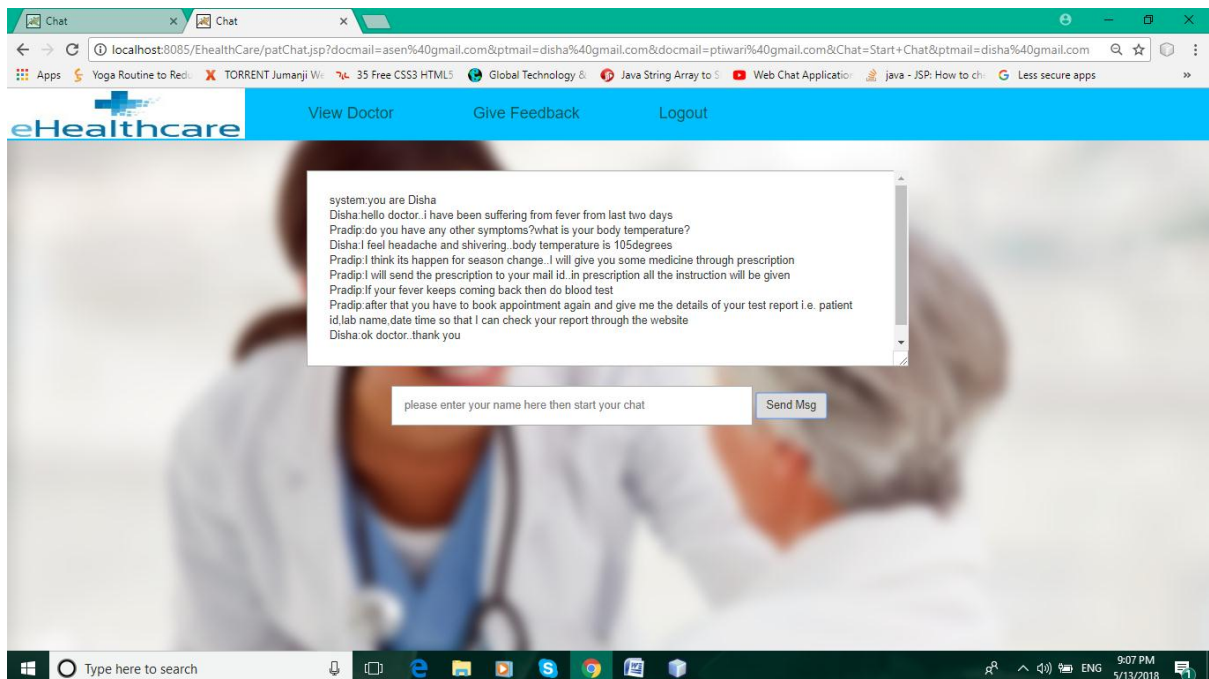 Chat
Chat
localhost:8085/EhealthCare/patChat.jsp?docmail=asen%40gmail.com&ptmail=disha%40gmail.com&docmail=ptiwari%40gmail.com&Chat=Start+Chat&ptmail=disha%40gmail.com
Apps Yoga Routine to Red TORRENT Jumanji W 35 Free CSS3 HTML5 Global Technology & Java String Array to S Web Chat Application java - JSP: How to ch Less secure apps »
eHealthcare View Doctor Give Feedback Logout
system:you are Disha
Disha:hello doctor..i have been suffering from fever from last two days
Pradip:do you have any other symptoms?what is your body temperature?
Disha:I feel headache and shivering..body temperature is 105degrees
Pradip:I think its happen for season change..I will give you some medicine through prescription
Pradip:I will send the prescription to your mail id..in prescription all the instruction will be given
Pradip:If your fever keeps coming back then do blood test
Pradip:after that you have to book appointment again and give me the details of your test report i.e. patient
id,lab name,date time so that I can check your report through the website
Disha:ok doctor..thank you
please enter your name here then start your chat Send Msg
Type here to search
ENG
9:07 PM
5/13/2018